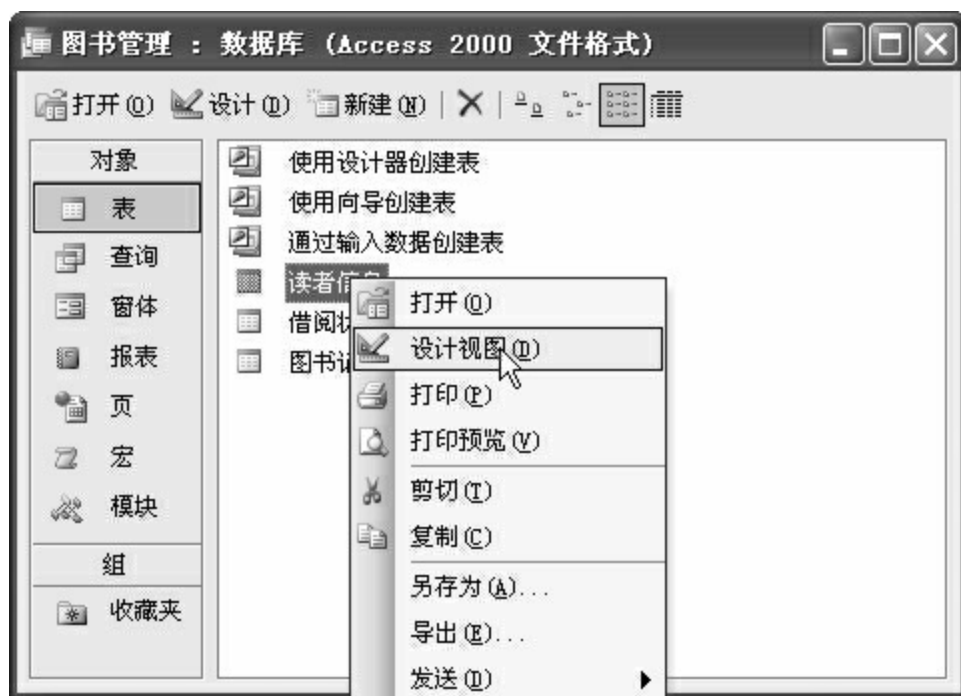 图书管理 : 数据库 (Access 2000 文件格式)
打开(O) 设计(D) 新建(N)
对象
表
查询
窗体
报表
页
宏
模块
组
收藏夹
使用设计器创建表
使用向导创建表
通过输入数据创建表
读者信息
借阅状
图书
打开(O)
设计视图(D)
打印(P)
打印预览(V)
剪切(T)
复制(C)
另存为(A)...
导出(E)...
发送(D)